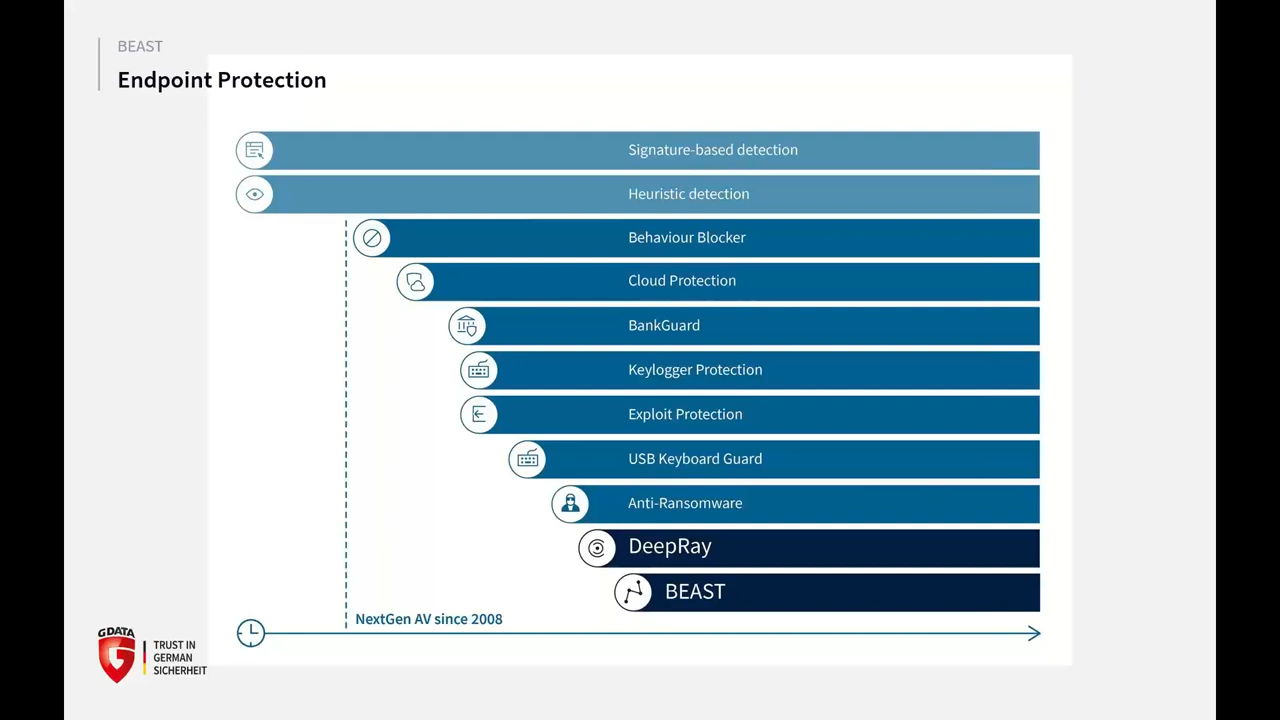 BEAST
Endpoint Protection
Signature-based detection
Heuristic detection
Behaviour Blocker
Cloud Protection
BankGuard
Keylogger Protection
Exploit Protection
USB Keyboard Guard
Anti-Ransomware
DeepRay
BEAST
NextGen AV since 2008
GDATA
TRUST IN
GERMAN
SICHERHEIT